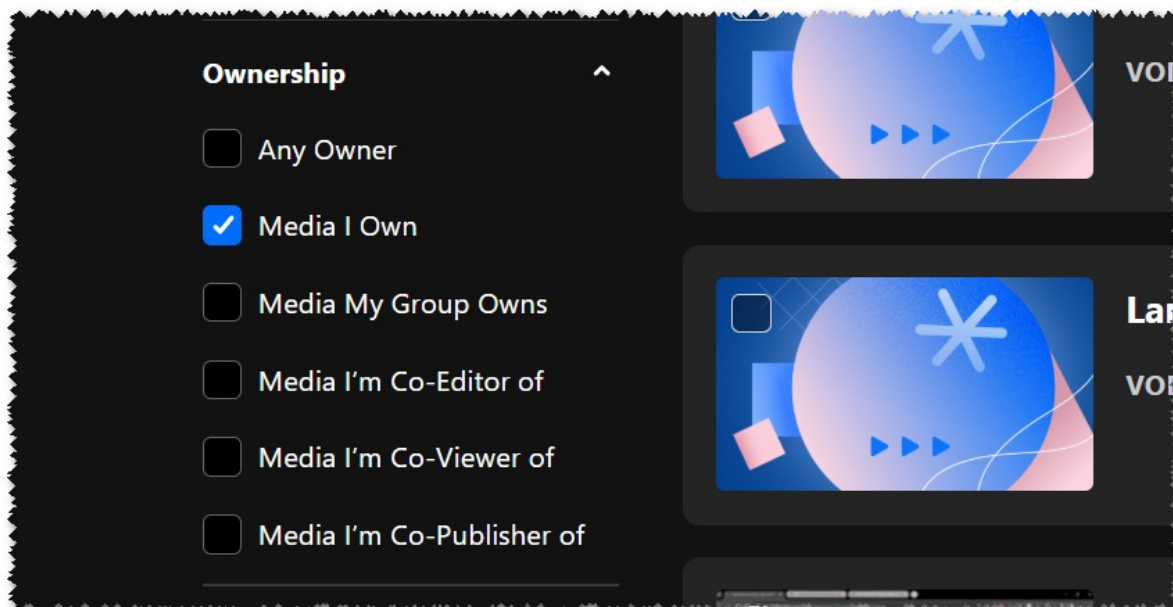 Ownership
Any Owner
Media I Own
Media My Group Owns
Media I'm Co-Editor of
Media I'm Co-Viewer of
Media I'm Co-Publisher of